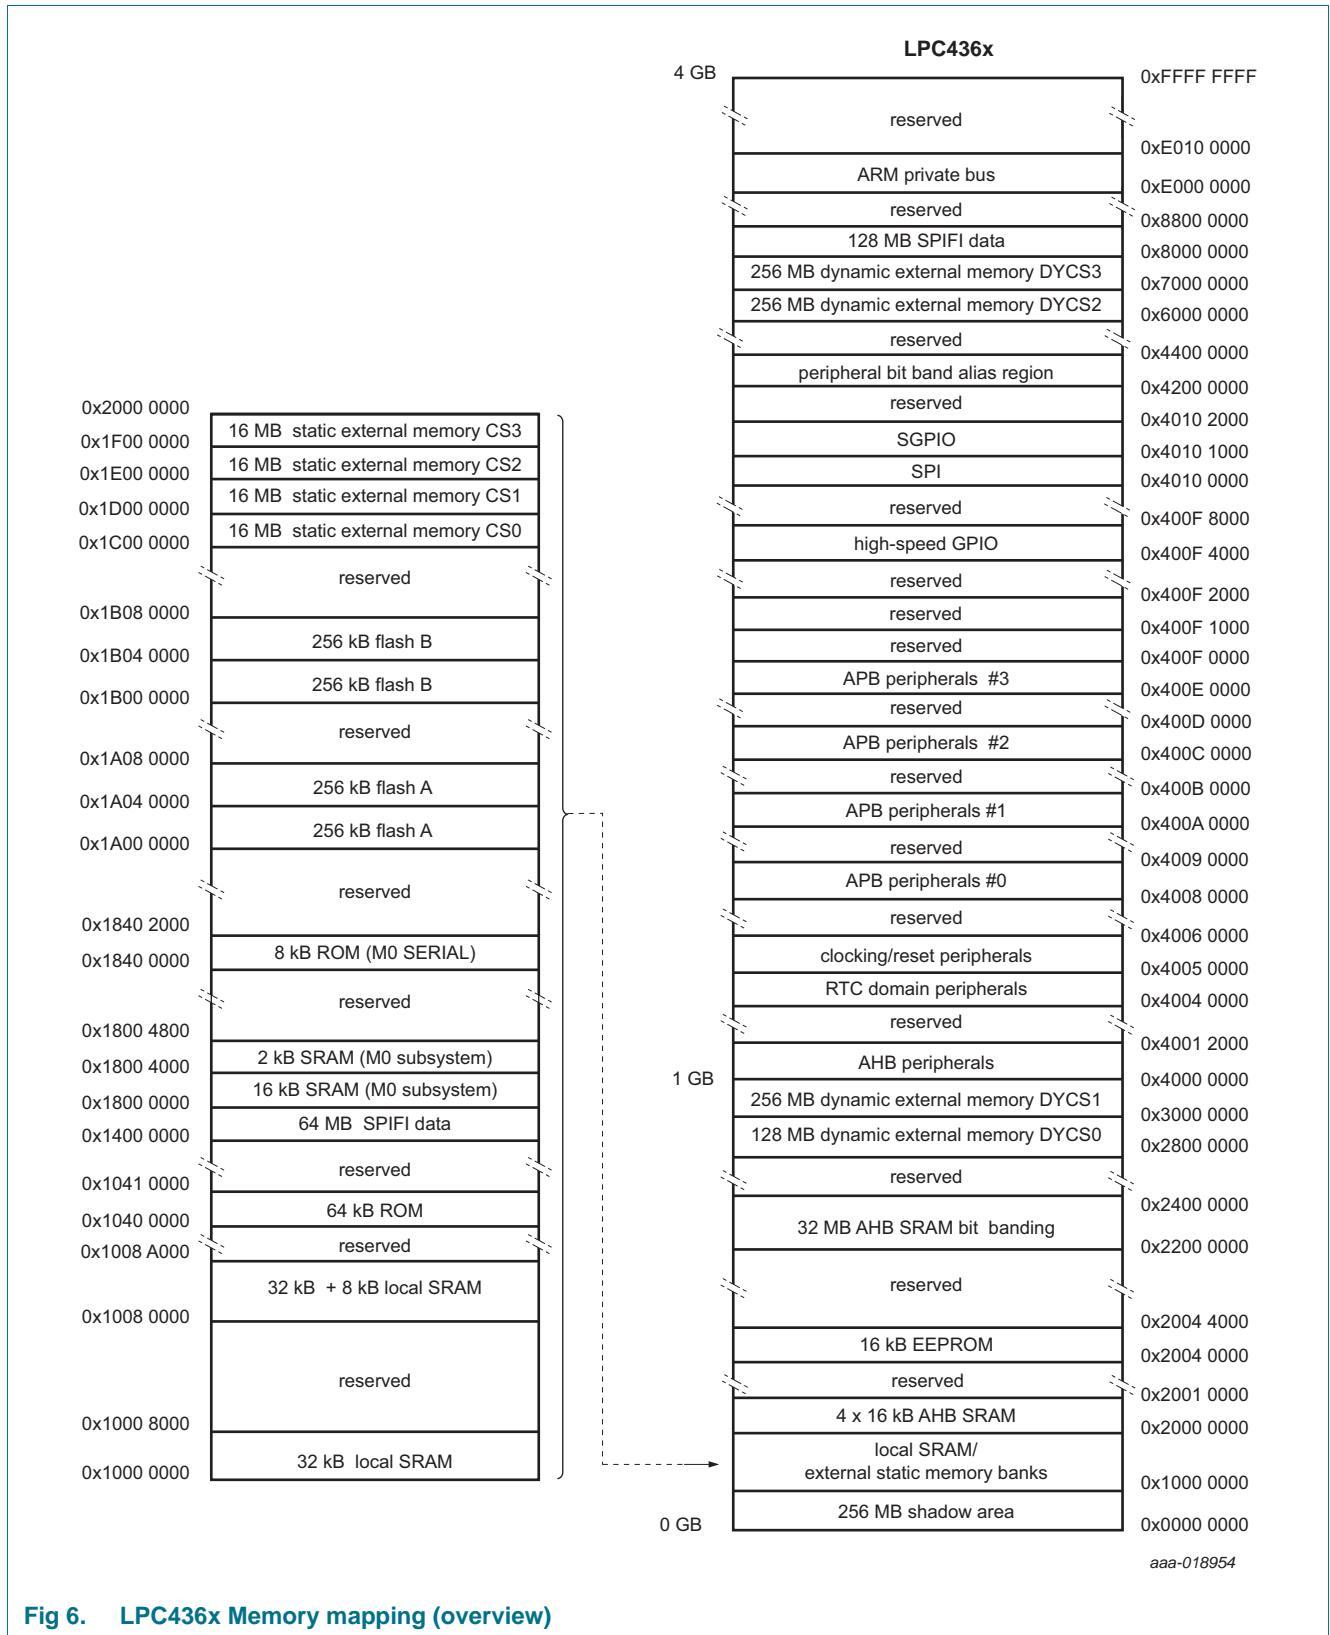 LPC436x
4 GB
0xFFFF FFFF
reserved
0xE010 0000
ARM private bus
0xE000 0000
reserved
0x8800 0000
128 MB SPIFI data
0x8000 0000
256 MB dynamic external memory DYCS3
0x7000 0000
256 MB dynamic external memory DYCS2
0x6000 0000
reserved
0x4400 0000
peripheral bit band alias region
0x4200 0000
reserved
0x4010 2000
SGPIO
0x4010 1000
SPI
0x4010 0000
reserved
0x400F 8000
high-speed GPIO
0x400F 4000
reserved
0x400F 2000
reserved
0x400F 1000
reserved
0x400F 0000
APB peripherals #3
0x400E 0000
reserved
0x400D 0000
APB peripherals #2
0x400C 0000
reserved
0x400B 0000
APB peripherals #1
0x400A 0000
reserved
0x4009 0000
APB peripherals #0
0x4008 0000
reserved
0x4006 0000
clocking/reset peripherals
0x4005 0000
RTC domain peripherals
0x4004 0000
reserved
0x4001 2000
AHB peripherals
1 GB
0x4000 0000
256 MB dynamic external memory DYCS1
0x3000 0000
128 MB dynamic external memory DYCS0
0x2800 0000
reserved
0x2400 0000
32 MB AHB SRAM bit banding
0x2200 0000
reserved
0x2004 4000
16 kB EEPROM
0x2004 0000
reserved
0x2001 0000
4 x 16 kB AHB SRAM
0x2000 0000
local SRAM/
external static memory banks
0x1000 0000
256 MB shadow area
0 GB
0x0000 0000
0x2000 0000
16 MB static external memory CS3
0x1F00 0000
16 MB static external memory CS2
0x1E00 0000
16 MB static external memory CS1
0x1D00 0000
16 MB static external memory CS0
0x1C00 0000
reserved
0x1B08 0000
256 kB flash B
0x1B04 0000
256 kB flash B
0x1B00 0000
reserved
0x1A08 0000
256 kB flash A
0x1A04 0000
256 kB flash A
0x1A00 0000
reserved
0x1840 2000
8 kB ROM (M0 SERIAL)
0x1840 0000
reserved
0x1800 4800
2 kB SRAM (M0 subsystem)
0x1800 4000
16 kB SRAM (M0 subsystem)
0x1800 0000
64 MB SPIFI data
0x1400 0000
reserved
0x1041 0000
64 kB ROM
0x1040 0000
reserved
0x1008 A000
32 kB + 8 kB local SRAM
0x1008 0000
reserved
0x1000 8000
32 kB local SRAM
0x1000 0000
aaa-018954
Fig 6. LPC436x Memory mapping (overview)